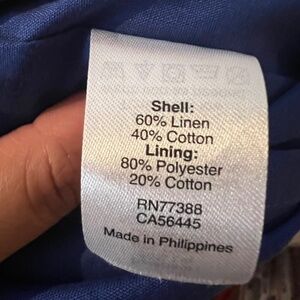 Shell:
60% Linen
40% Cotton
Lining:
80% Polyester
20% Cotton
RN77388
CA56445
Made in Philippines